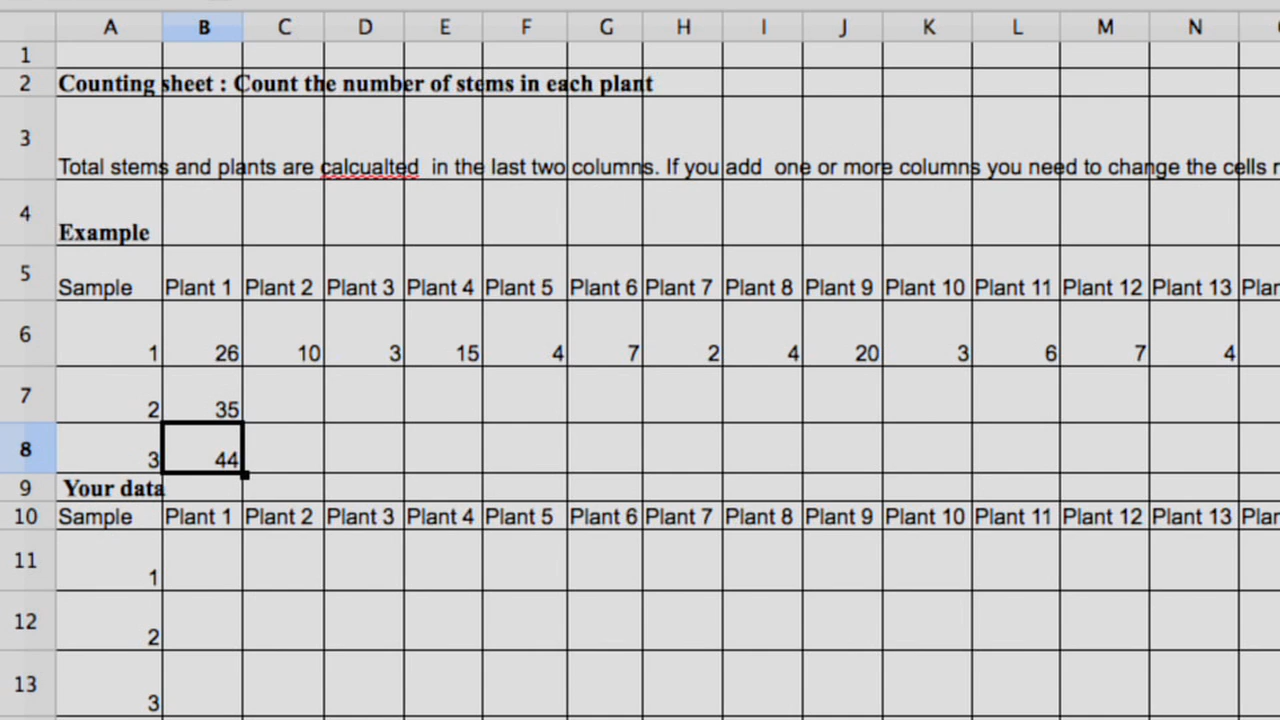 A B C D E F G H I J K L M N
1
2 Counting sheet : Count the number of stems in each plant
3 Total stems and plants are calcualted in the last two columns. If you add one or more columns you need to change the cells
4 Example
5 Sample Plant 1 Plant 2 Plant 3 Plant 4 Plant 5 Plant 6 Plant 7 Plant 8 Plant 9 Plant 10 Plant 11 Plant 12 Plant 13
6 1 26 10 3 15 4 7 2 4 20 3 6 7 4
7 2 35
8 3 44
9 Your data
10 Sample Plant 1 Plant 2 Plant 3 Plant 4 Plant 5 Plant 6 Plant 7 Plant 8 Plant 9 Plant 10 Plant 11 Plant 12 Plant 13
11 1
12 2
13 3